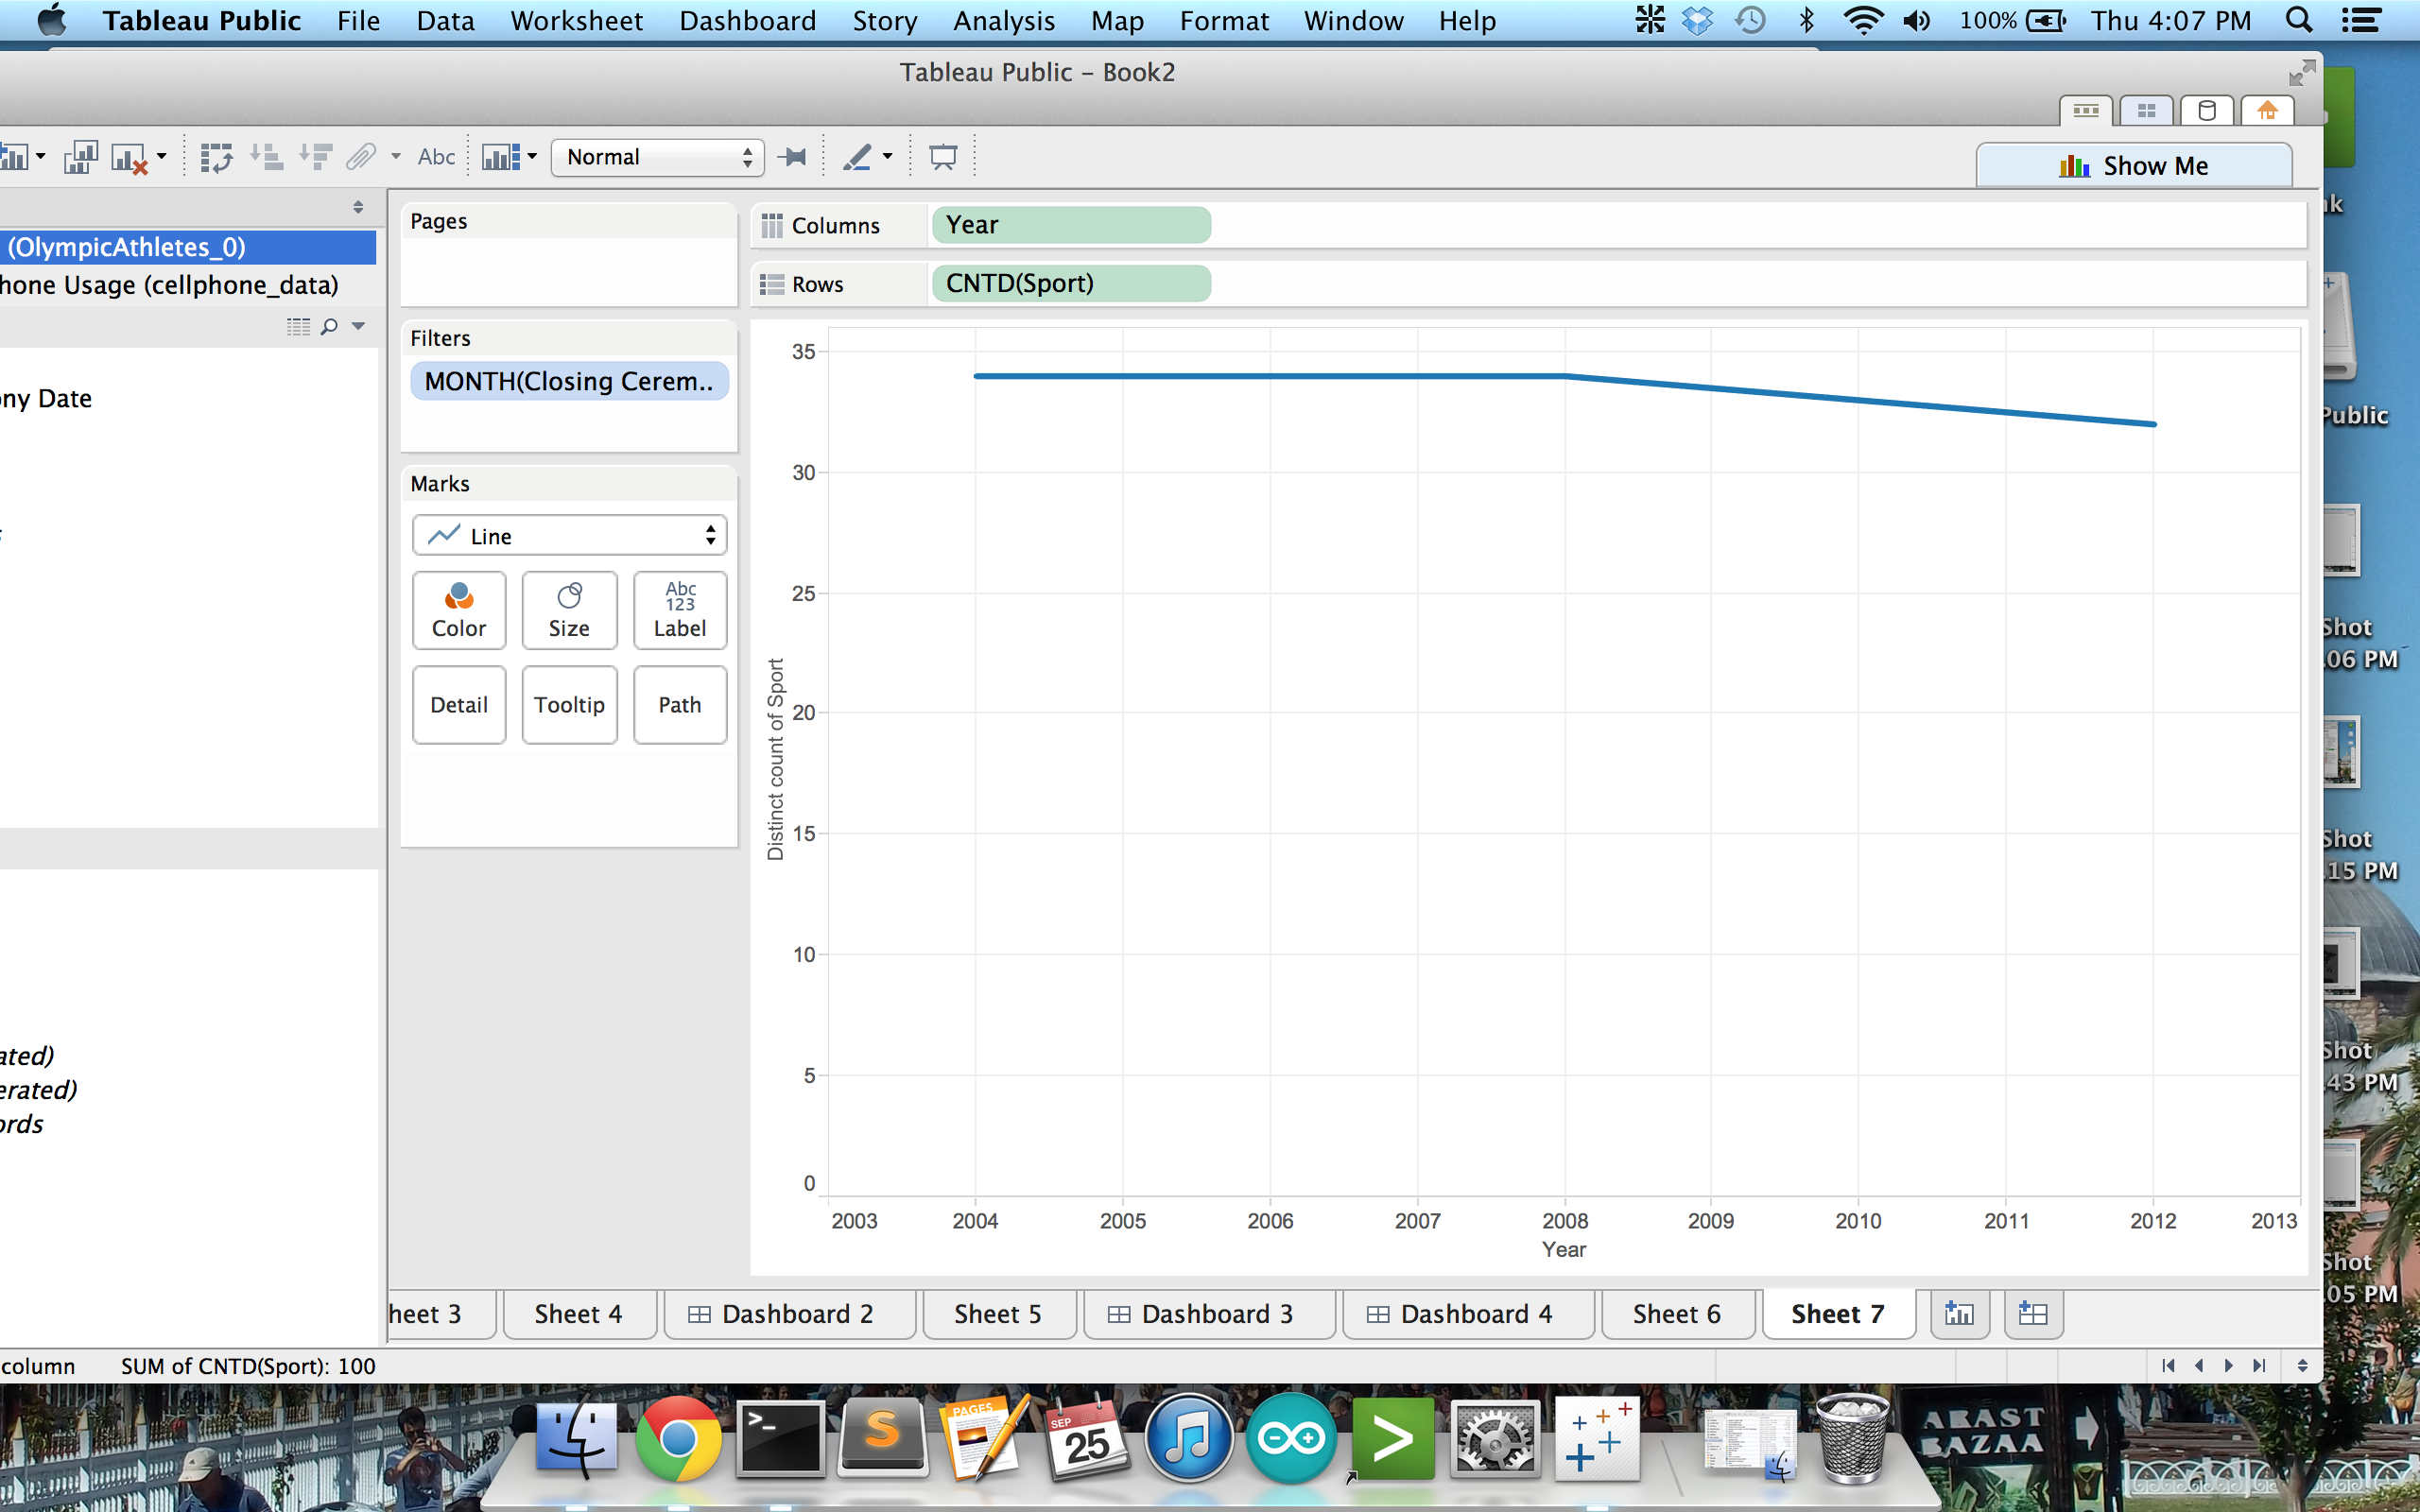 Tableau Public File Data Worksheet Dashboard Story Analysis Map Format Window Help 100% Thu 4:07 PM
Tableau Public – Book2
Abc Normal Show Me
(OlympicAthletes_0)
hone Usage (cellphone_data)
ny Date
ated)
erated)
ords
Pages
Filters
MONTH(Closing Cerem..
Marks
Line
Color Size Abc 123 Label
Detail Tooltip Path
Columns Year
Rows CNTD(Sport)
35
30
25
20
15
10
5
0
Distinct count of Sport
2003 2004 2005 2006 2007 2008 2009 2010 2011 2012 2013
Year
heet 3 Sheet 4 Dashboard 2 Sheet 5 Dashboard 3 Dashboard 4 Sheet 6 Sheet 7
column SUM of CNTD(Sport): 100
Public
Shot
06 PM
Shot
15 PM
Shot
43 PM
Shot
05 PM
PAGES
SEP
25
ARAST
BAZAA